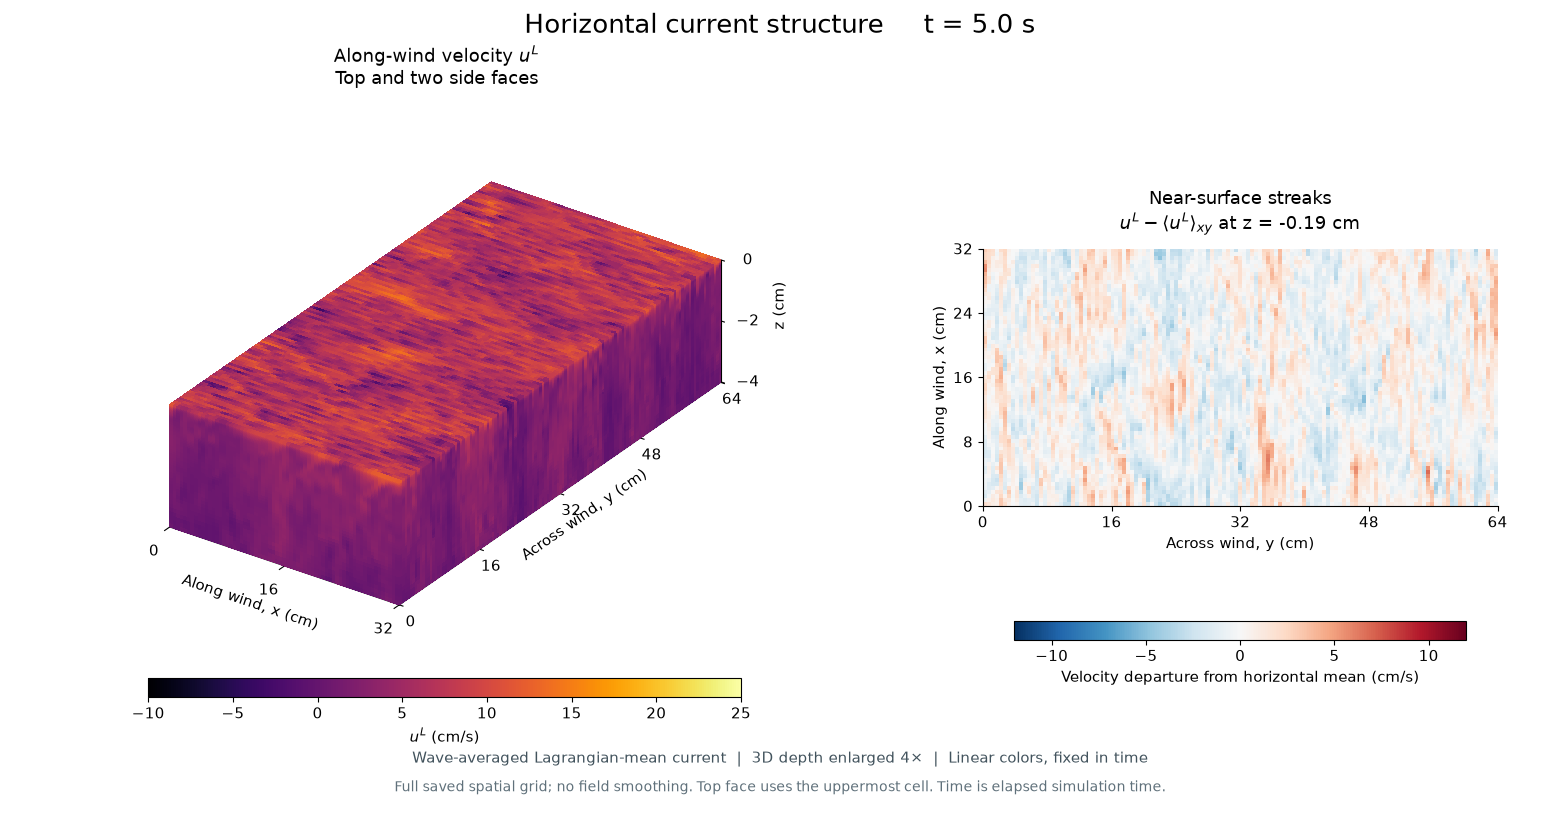 Horizontal current structure     t = 5.0 s
Along-wind velocity u^L
Top and two side faces
0
−2
−4
z (cm)
64
48
32
16
0
Across wind, y (cm)
0
16
32
Along wind, x (cm)
−10 −5 0 5 10 15 20 25
u^L (cm/s)
Near-surface streaks
u^L − ⟨u^L⟩_xy at z = -0.19 cm
32
24
16
8
0
Along wind, x (cm)
0 16 32 48 64
Across wind, y (cm)
−10 −5 0 5 10
Velocity departure from horizontal mean (cm/s)
Wave-averaged Lagrangian-mean current | 3D depth enlarged 4× | Linear colors, fixed in time
Full saved spatial grid; no field smoothing. Top face uses the uppermost cell. Time is elapsed simulation time.